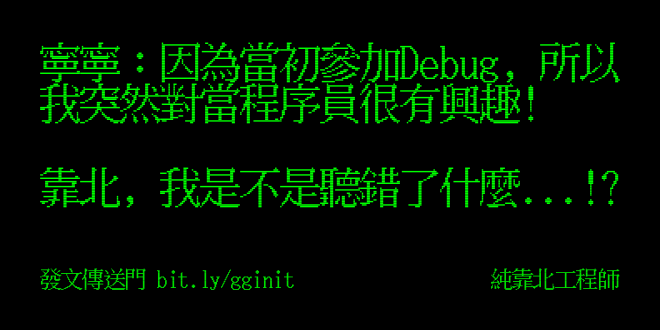 寧寧：因為當初參加Debug, 所以
我突然對當程序員很有興趣!
靠北, 我是不是聽錯了什麼...!?
發文傳送門 bit.ly/gginit
純靠北工程師